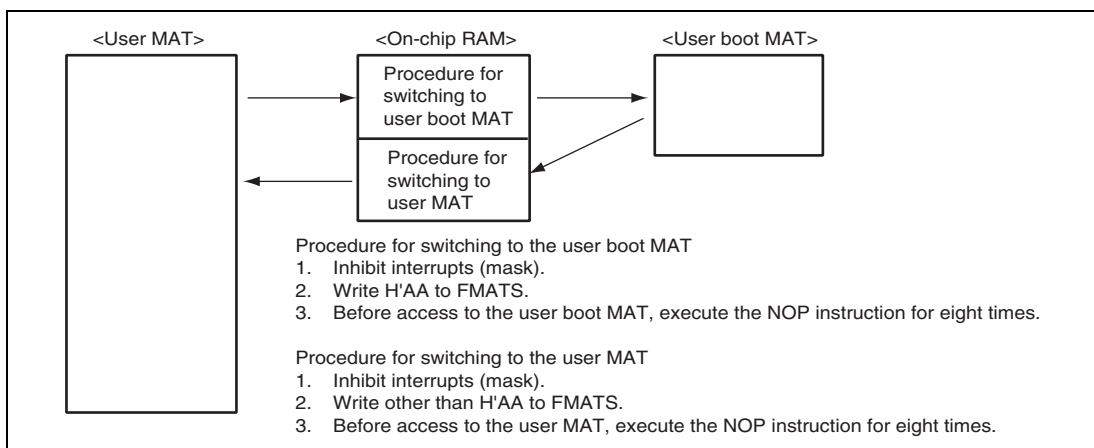 <User MAT> <On-chip RAM> <User boot MAT>
Procedure for
switching to
user boot MAT
Procedure for
switching to
user MAT
Procedure for switching to the user boot MAT
1. Inhibit interrupts (mask).
2. Write H'AA to FMATS.
3. Before access to the user boot MAT, execute the NOP instruction for eight times.
Procedure for switching to the user MAT
1. Inhibit interrupts (mask).
2. Write other than H'AA to FMATS.
3. Before access to the user MAT, execute the NOP instruction for eight times.